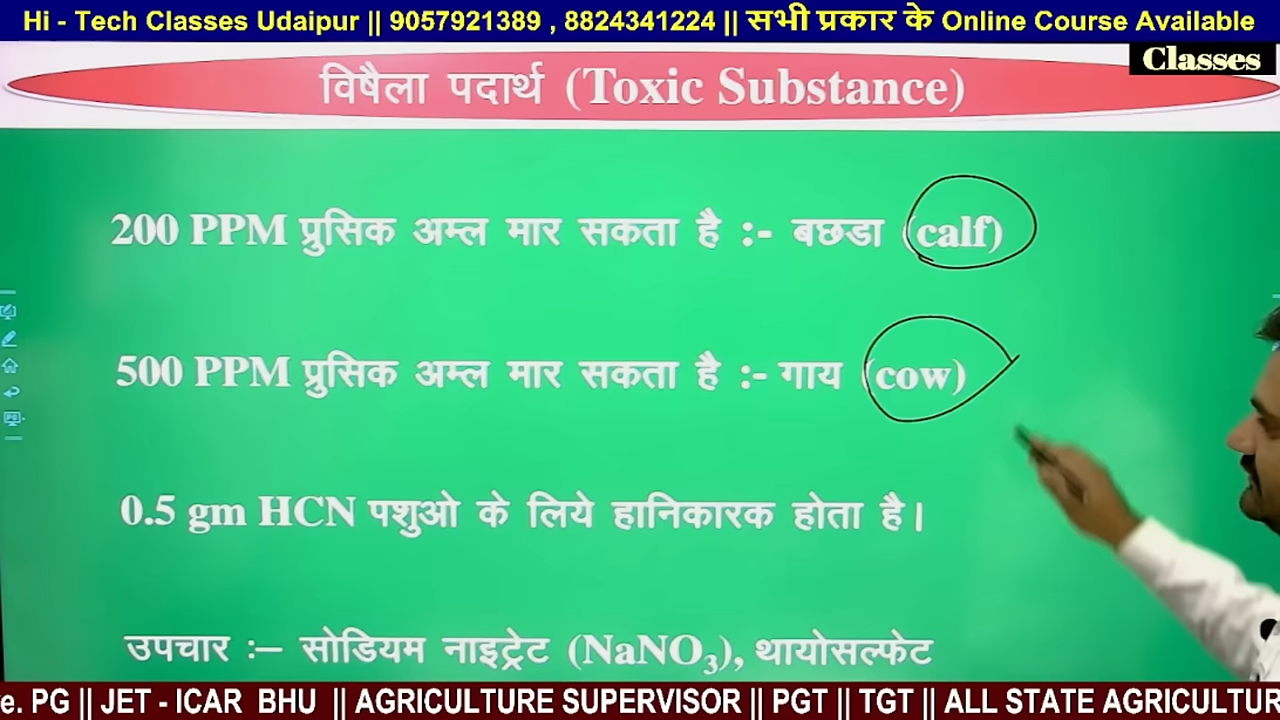 Hi - Tech Classes Udaipur || 9057921389 , 8824341224 || सभी प्रकार के Online Course Available
Classes
विषैला पदार्थ (Toxic Substance)
200 PPM प्रुसिक अम्ल मार सकता है :- बछडा (calf)
500 PPM प्रुसिक अम्ल मार सकता है :- गाय (cow)
0.5 gm HCN पशुओ के लिये हानिकारक होता है।
उपचार :– सोडियम नाइट्रेट (NaNO₃), थायोसल्फेट
e. PG || JET - ICAR BHU || AGRICULTURE SUPERVISOR || PGT || TGT || ALL STATE AGRICULTUR